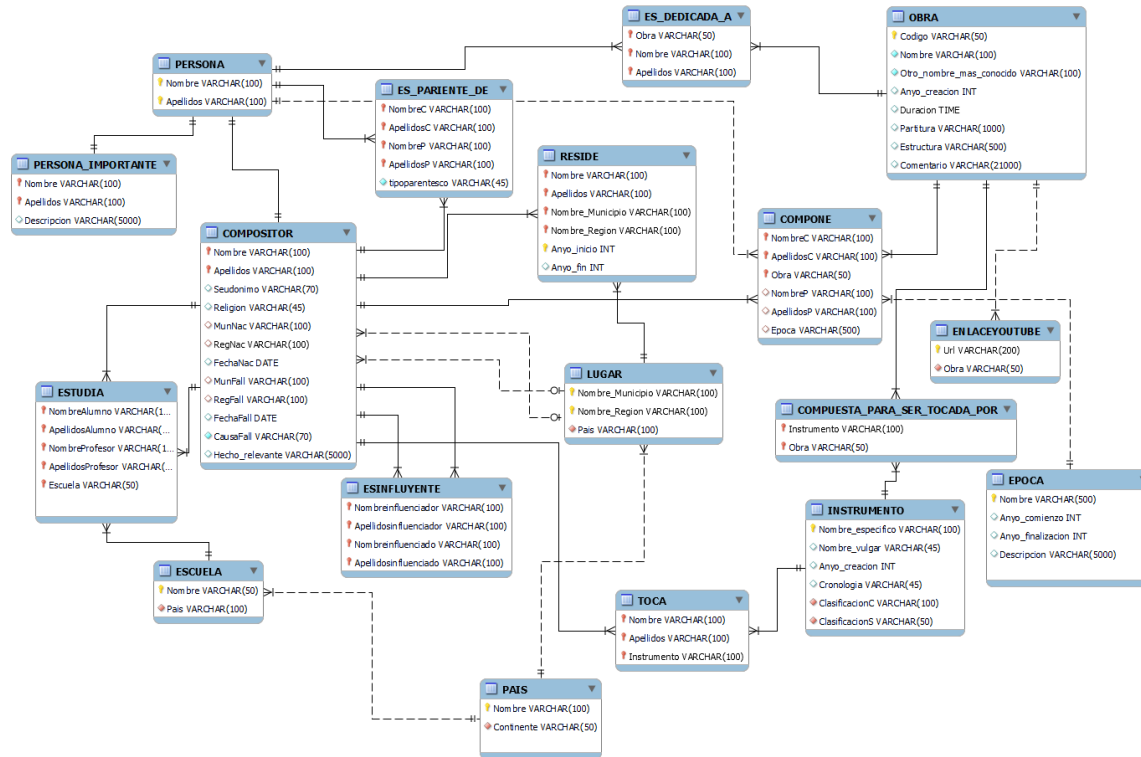 ES_DEDICADA_A
Obra VARCHAR(50)
Nombre VARCHAR(100)
Apellidos VARCHAR(100)
OBRA
Codigo VARCHAR(50)
Nombre VARCHAR(100)
Otro_nombre_mas_conocido VARCHAR(100)
Anyo_creacion INT
Duracion TIME
Partitura VARCHAR(1000)
Estructura VARCHAR(500)
Comentario VARCHAR(21000)
PERSONA
Nombre VARCHAR(100)
Apellidos VARCHAR(100)
ES_PARIENTE_DE
NombreC VARCHAR(100)
ApellidosC VARCHAR(100)
NombreP VARCHAR(100)
ApellidosP VARCHAR(100)
tipoparentesco VARCHAR(45)
PERSONA_IMPORTANTE
Nombre VARCHAR(100)
Apellidos VARCHAR(100)
Descripcion VARCHAR(5000)
RESIDE
Nombre VARCHAR(100)
Apellidos VARCHAR(100)
Nombre_Municipio VARCHAR(100)
Nombre_Region VARCHAR(100)
Anyo_inicio INT
Anyo_fin INT
COMPOSITOR
Nombre VARCHAR(100)
Apellidos VARCHAR(100)
Seudonimo VARCHAR(70)
Religion VARCHAR(45)
MunNac VARCHAR(100)
RegNac VARCHAR(100)
FechaNac DATE
MunFall VARCHAR(100)
RegFall VARCHAR(100)
FechaFall DATE
CausaFall VARCHAR(70)
Hecho_relevante VARCHAR(5000)
COMPONE
NombreC VARCHAR(100)
ApellidosC VARCHAR(100)
Obra VARCHAR(50)
NombreP VARCHAR(100)
ApellidosP VARCHAR(100)
Epoca VARCHAR(500)
ENLACEYOUTUBE
Url VARCHAR(200)
Obra VARCHAR(50)
LUGAR
Nombre_Municipio VARCHAR(100)
Nombre_Region VARCHAR(100)
Pais VARCHAR(100)
ESTUDIA
NombreAlumno VARCHAR(1...
ApellidosAlumno VARCHAR(...
NombreProfesor VARCHAR(1...
ApellidosProfesor VARCHAR(...
Escuela VARCHAR(50)
COMPUESTA_PARA_SER_TOCADA_POR
Instrumento VARCHAR(100)
Obra VARCHAR(50)
ESINFLUYENTE
Nombreinfluenciador VARCHAR(100)
Apellidosinfluenciador VARCHAR(100)
Nombreinfluenciado VARCHAR(100)
Apellidosinfluenciado VARCHAR(100)
EPOCA
Nombre VARCHAR(500)
Anyo_comienzo INT
Anyo_finalizacion INT
Descripcion VARCHAR(5000)
INSTRUMENTO
Nombre_especifico VARCHAR(100)
Nombre_vulgar VARCHAR(45)
Anyo_creacion INT
Cronologia VARCHAR(45)
ClasificacionC VARCHAR(100)
ClasificacionS VARCHAR(50)
ESCUELA
Nombre VARCHAR(50)
Pais VARCHAR(100)
TOCA
Nombre VARCHAR(100)
Apellidos VARCHAR(100)
Instrumento VARCHAR(100)
PAIS
Nombre VARCHAR(100)
Continente VARCHAR(50)